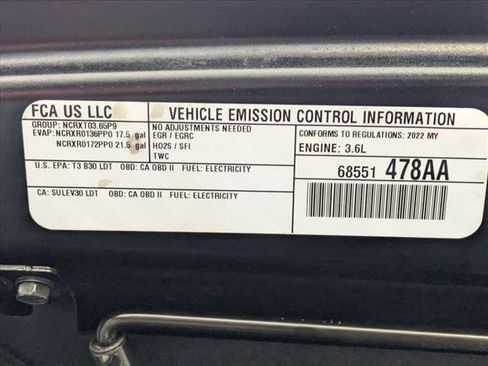 FCA US LLC
VEHICLE EMISSION CONTROL INFORMATION
GROUP: NCRXT03.65P9
EVAP: NCRXR0136PP0 17.5 gal
NCRXR0172PP0 21.5 gal
NO ADJUSTMENTS NEEDED
EGR / EGRC
HO2S / SFI
TWC
CONFORMS TO REGULATIONS: 2022 MY
ENGINE: 3.6L
U.S. EPA: T3 B30 LDT OBD: CA OBD II FUEL: ELECTRICITY
CA: SULEV30 LDT OBD: CA OBD II FUEL: ELECTRICITY
68551 478AA